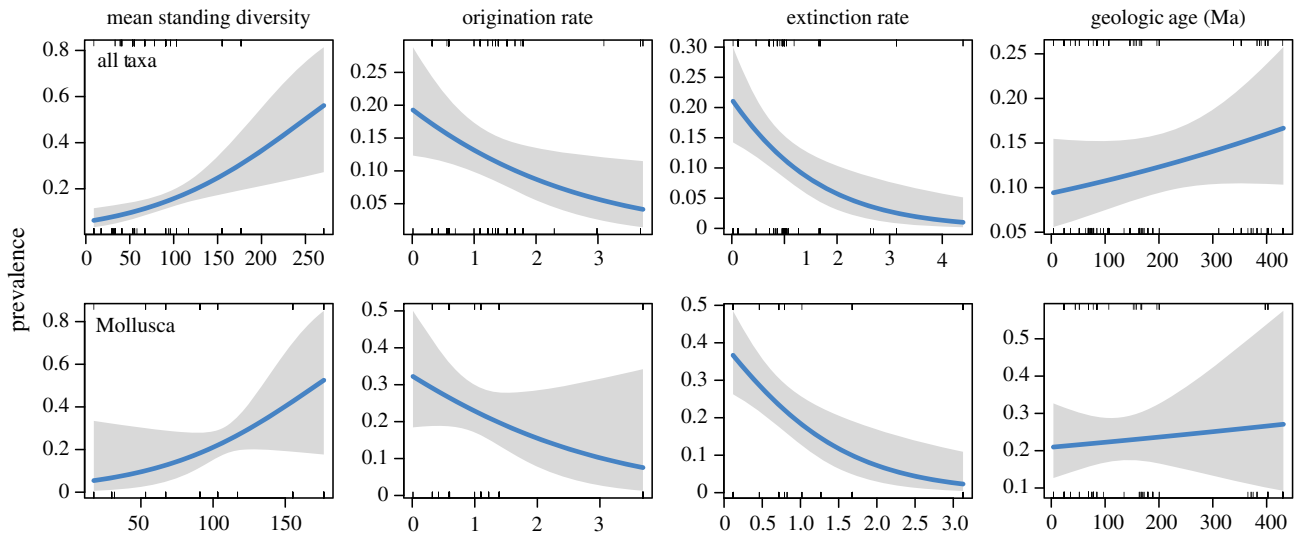 mean standing diversity
origination rate
extinction rate
geologic age (Ma)
prevalence
all taxa
0.8
0.6
0.4
0.2
0 50 100 150 200 250
0.25
0.20
0.15
0.10
0.05
0 1 2 3
0.30
0.25
0.20
0.15
0.10
0.05
0
0 1 2 3 4
0.25
0.20
0.15
0.10
0.05
0 100 200 300 400
Mollusca
0.8
0.6
0.4
0.2
0
50 100 150
0.5
0.4
0.3
0.2
0.1
0
0 1 2 3
0.5
0.4
0.3
0.2
0.1
0
0 0.5 1.0 1.5 2.0 2.5 3.0
0.5
0.4
0.3
0.2
0.1
0 100 200 300 400